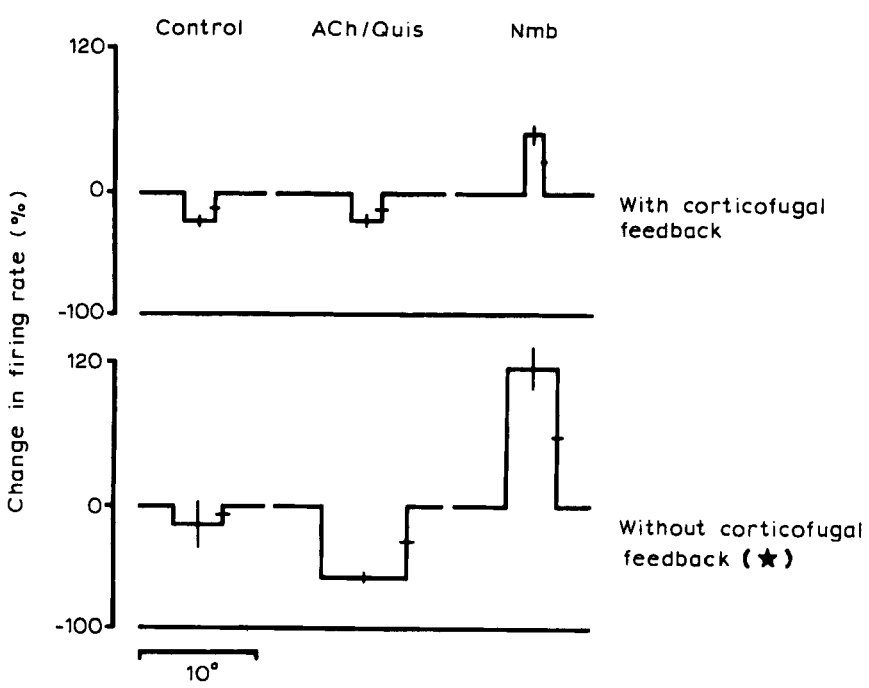 Control ACh/Quis Nmb
120
0
-100
With corticofugal
feedback
Change in firing rate (%)
120
0
-100
Without corticofugal
feedback (★)
10°